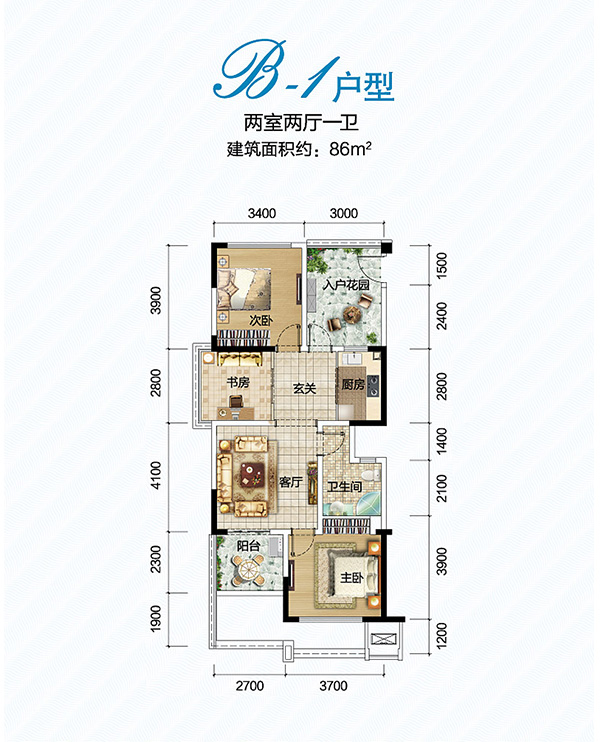 B-1户型
两室两厅一卫
建筑面积约：86m²
3400 3000
3900
2800
4100
2300
1900
1500
2400
2800
1400
2100
3900
1200
入户花园
次卧
书房
玄关
厨房
客厅
卫生间
阳台
主卧
2700 3700